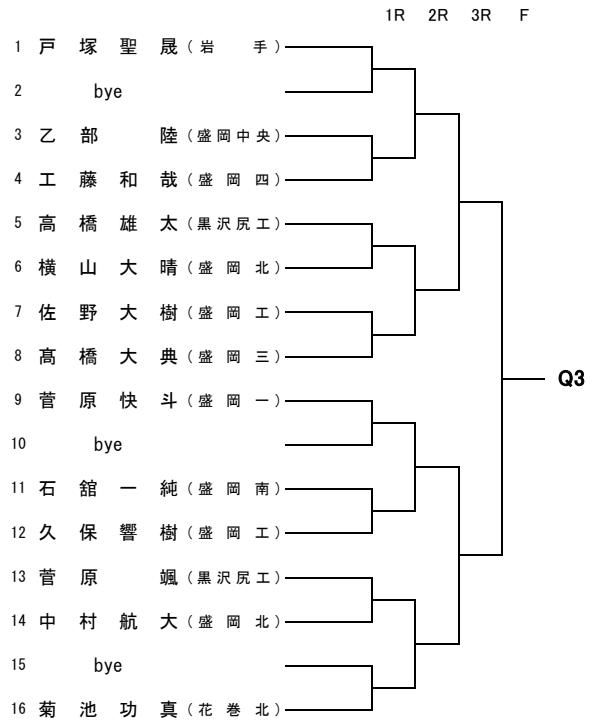 1R 2R 3R F
1 戸塚聖晟(岩手)
2 bye
3 乙部陸(盛岡中央)
4 工藤和哉(盛岡四)
5 高橋雄太(黒沢尻工)
6 横山大晴(盛岡北)
7 佐野大樹(盛岡工)
8 髙橋大典(盛岡三)
Q3
9 菅原快斗(盛岡一)
10 bye
11 石舘一純(盛岡南)
12 久保響樹(盛岡工)
13 菅原颯(黒沢尻工)
14 中村航大(盛岡北)
15 bye
16 菊池功真(花巻北)